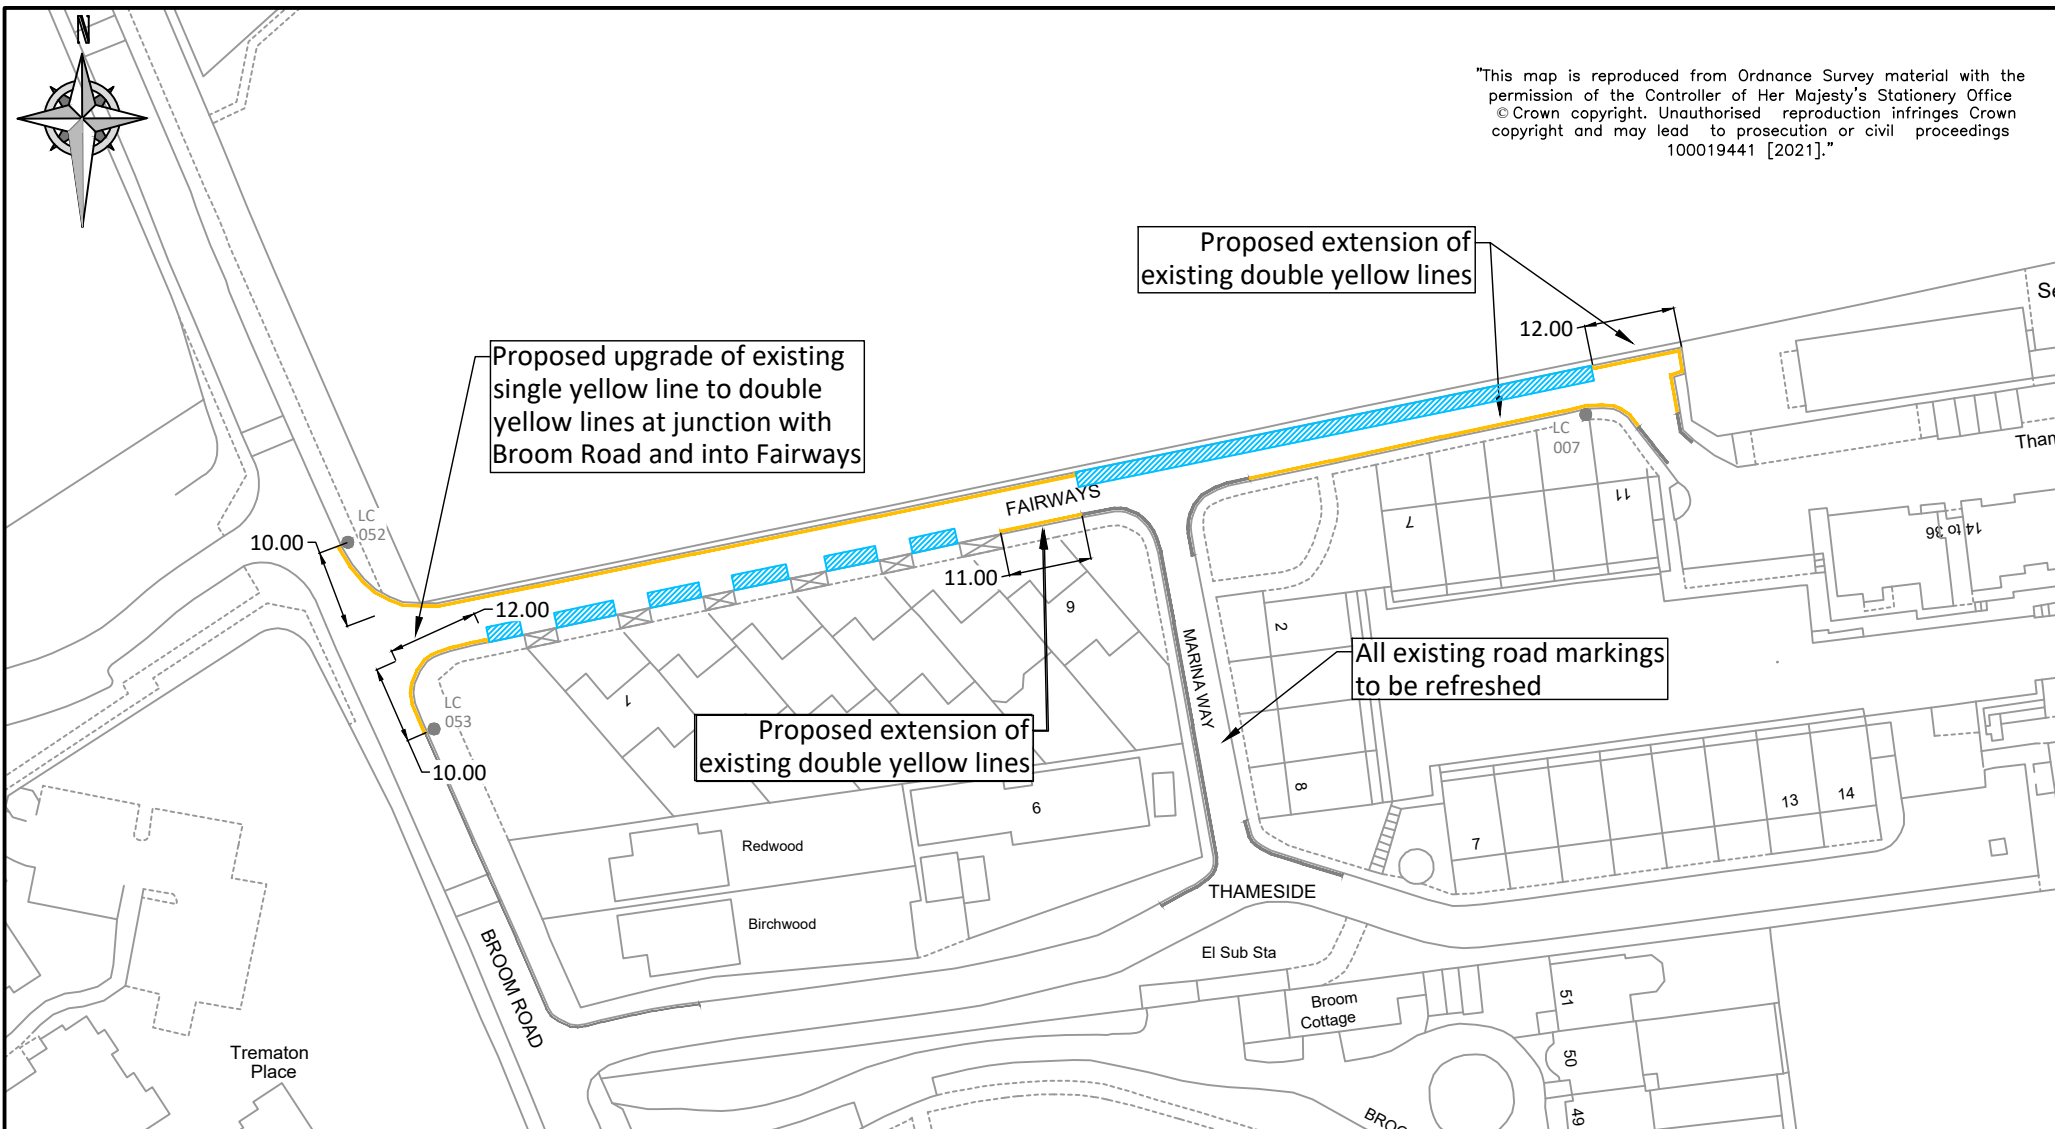 N
"This map is reproduced from Ordnance Survey material with the
permission of the Controller of Her Majesty's Stationery Office
© Crown copyright. Unauthorised reproduction infringes Crown
copyright and may lead to prosecution or civil proceedings
100019441 [2021]."
Proposed extension of
existing double yellow lines
12.00
Proposed upgrade of existing
single yellow line to double
yellow lines at junction with
Broom Road and into Fairways
LC
007
LC
052
10.00
FAIRWAYS
11.00
12.00
7
11
14 to 36
9
2
MARINA WAY
All existing road markings
to be refreshed
1
LC
053
10.00
Proposed extension of
existing double yellow lines
8
6
13
14
7
Redwood
Birchwood
THAMESIDE
El Sub Sta
BROOM ROAD
Broom
Cottage
51
50
49
Trematon
Place